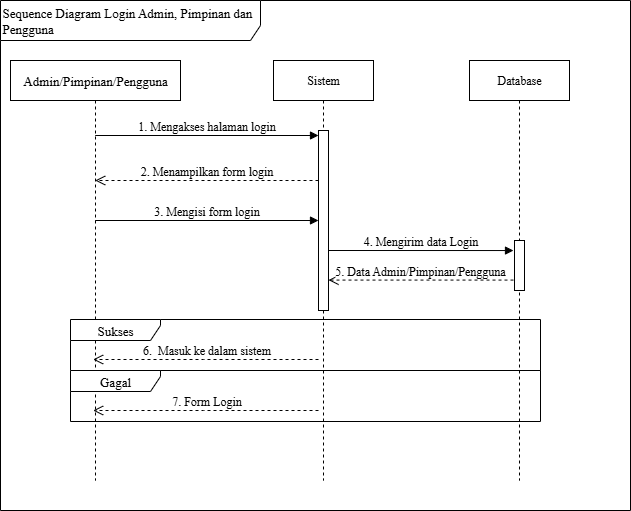 Sequence Diagram Login Admin, Pimpinan dan
Pengguna
Admin/Pimpinan/Pengguna
Sistem
Database
1. Mengakses halaman login
2. Menampilkan form login
3. Mengisi form login
4. Mengirim data Login
5. Data Admin/Pimpinan/Pengguna
Sukses
6. Masuk ke dalam sistem
Gagal
7. Form Login